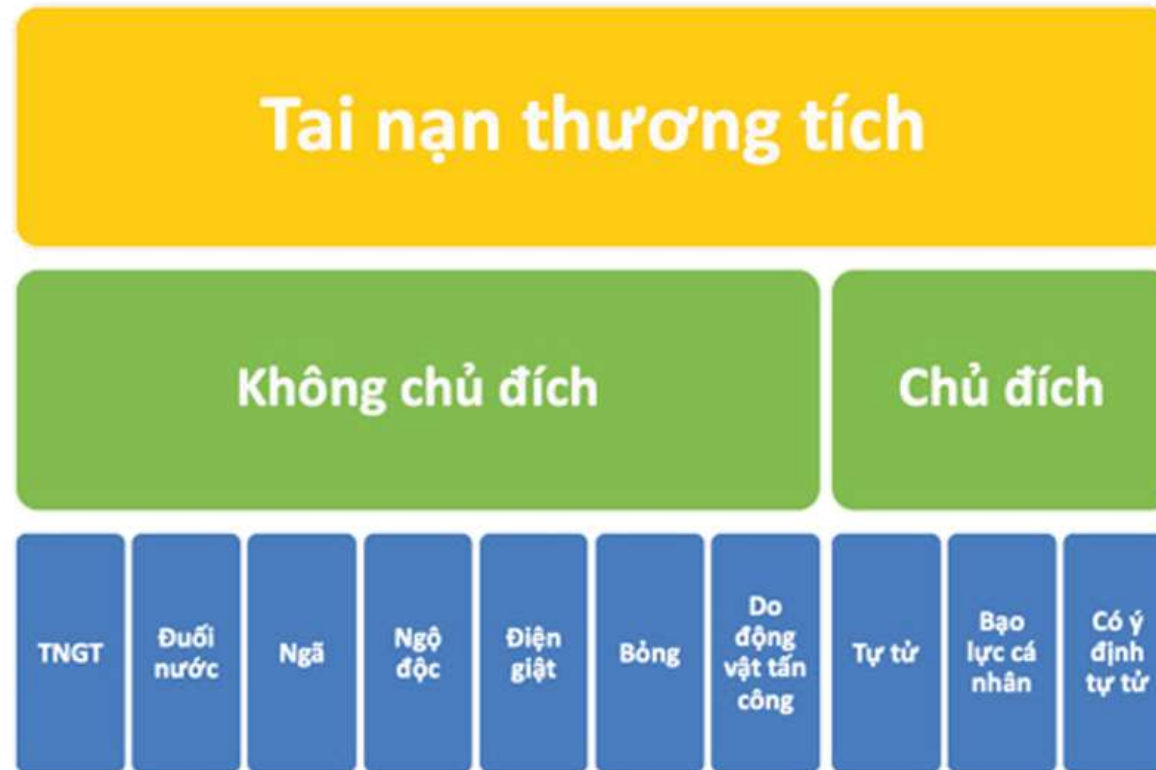 Tai nạn thương tích
Không chủ đích
Chủ đích
TNGT
Đuối
nước
Ngã
Ngộ
độc
Điện
giật
Bỏng
Do
động
vật tấn
công
Tự tử
Bạo
lực cá
nhân
Có ý
định
tự tử